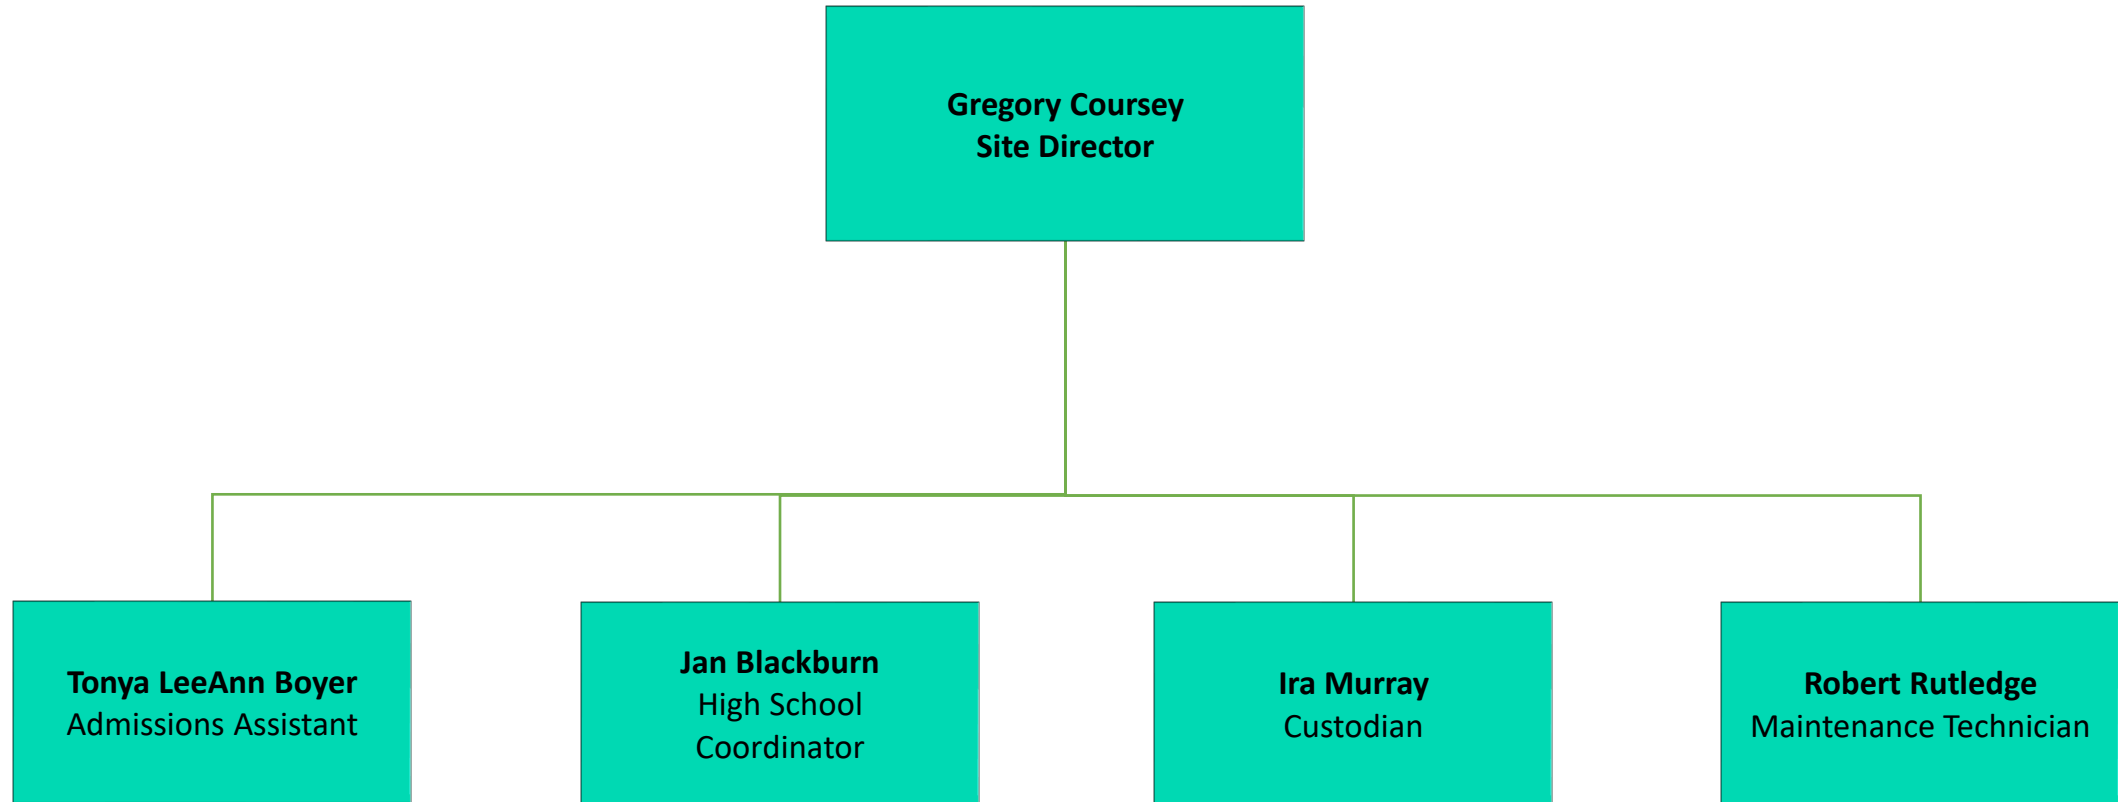 Gregory Coursey
Site Director
Tonya LeeAnn Boyer
Admissions Assistant
Jan Blackburn
High School
Coordinator
Ira Murray
Custodian
Robert Rutledge
Maintenance Technician